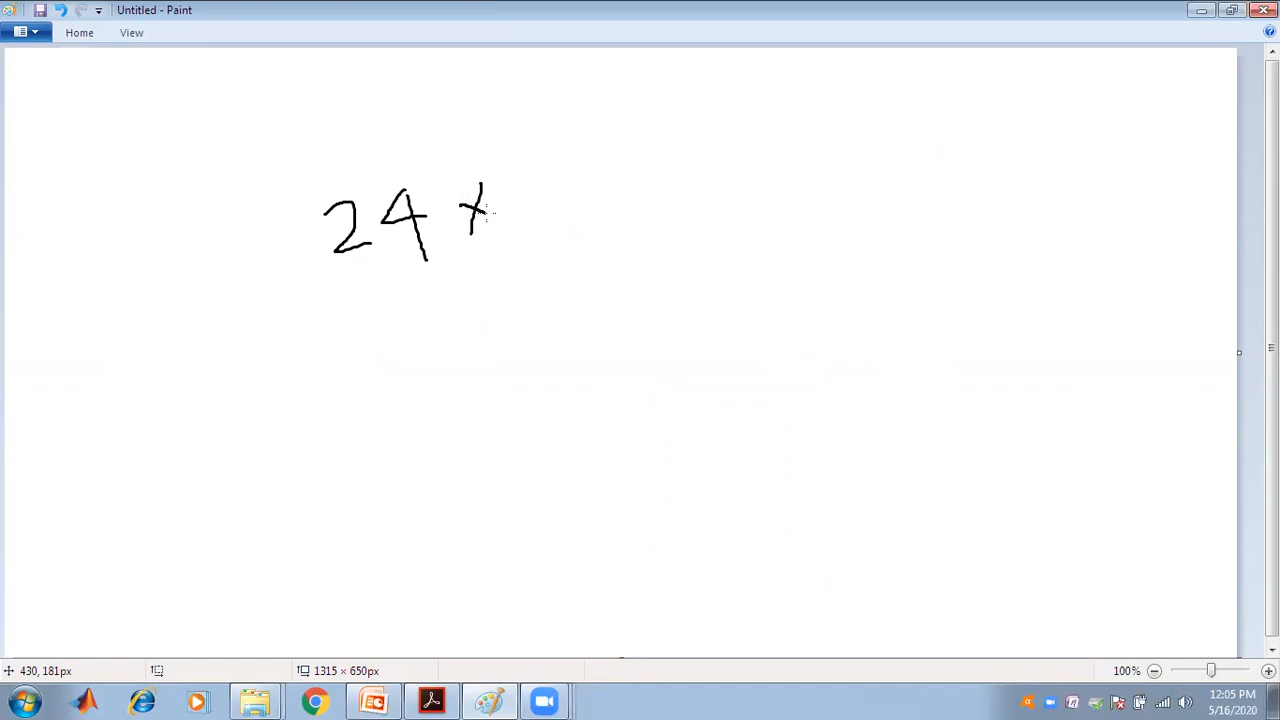 Untitled - Paint
Home View
24 +
430, 181px 1315 × 650px 100%
12:05 PM
5/16/2020